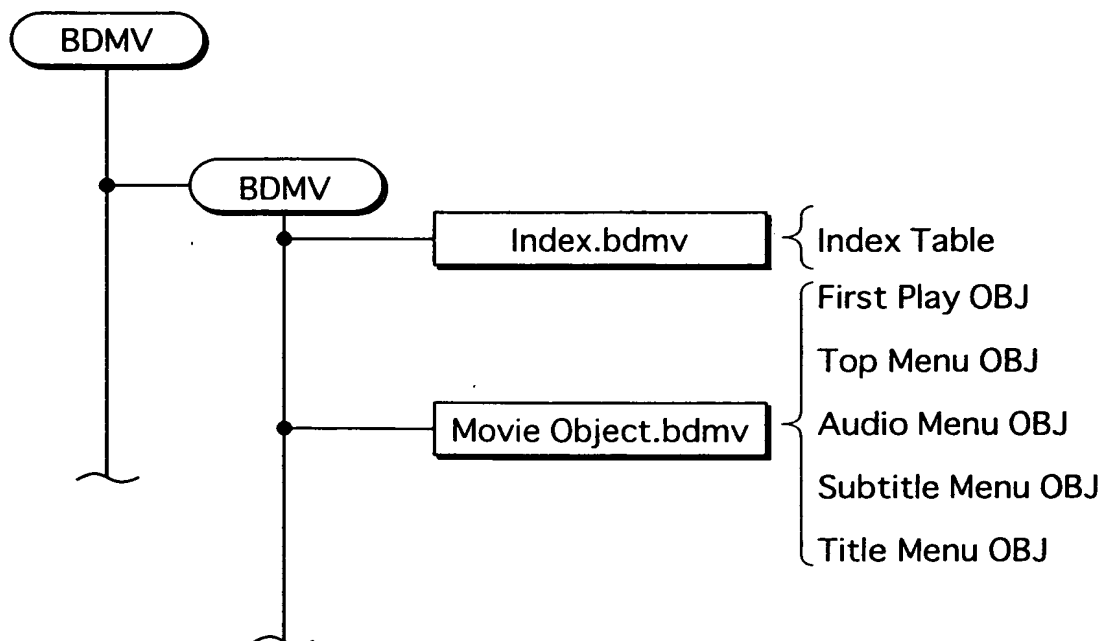 BDMV
BDMV
Index.bdmv
Index Table
First Play OBJ
Top Menu OBJ
Movie Object.bdmv
Audio Menu OBJ
Subtitle Menu OBJ
Title Menu OBJ